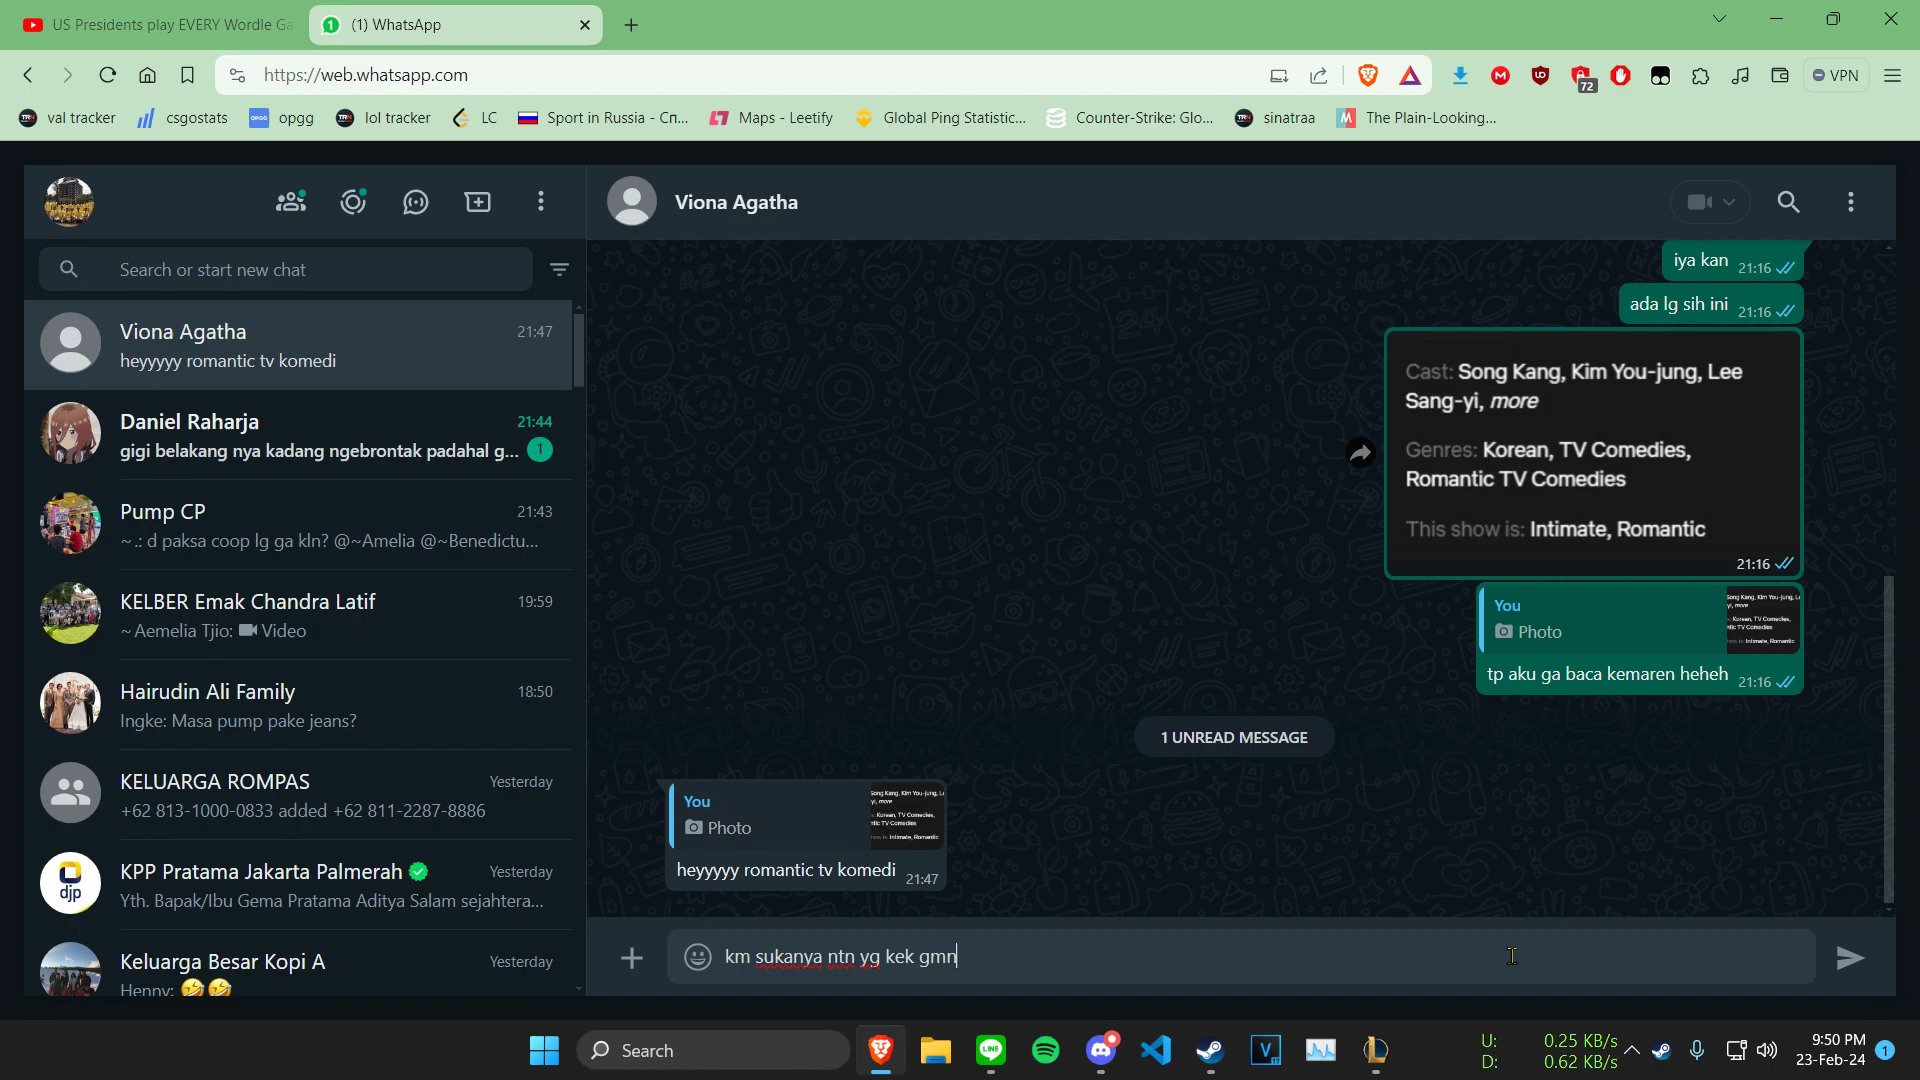 US Presidents play EVERY Wordle Ga
(1) WhatsApp
https://web.whatsapp.com
72
VPN
val tracker
csgostats
opgg
lol tracker
LC
Sport in Russia - Сп...
Maps - Leetify
Global Ping Statistic...
Counter-Strike: Glo...
sinatraa
The Plain-Looking...
Search or start new chat
Viona Agatha 21:47
heyyyyy romantic tv komedi
Daniel Raharja 21:44
gigi belakang nya kadang ngebrontak padahal g... 1
Pump CP 21:43
~ .: d paksa coop lg ga kln? @~Amelia @~Benedictu...
KELBER Emak Chandra Latif 19:59
~ Aemelia Tjio: Video
Hairudin Ali Family 18:50
Ingke: Masa pump pake jeans?
KELUARGA ROMPAS Yesterday
+62 813-1000-0833 added +62 811-2287-8886
djp
KPP Pratama Jakarta Palmerah Yesterday
Yth. Bapak/Ibu Gema Pratama Aditya Salam sejahtera...
Keluarga Besar Kopi A Yesterday
Henny: 🤣🤣
Viona Agatha
iya kan 21:16
ada lg sih ini 21:16
Cast: Song Kang, Kim You-jung, Lee
Sang-yi, more
Genres: Korean, TV Comedies,
Romantic TV Comedies
This show is: Intimate, Romantic
21:16
You
Photo
tp aku ga baca kemaren heheh 21:16
1 UNREAD MESSAGE
You
Photo
heyyyyy romantic tv komedi 21:47
km sukanya ntn yg kek gmn
Search
U: 0.25 KB/s
D: 0.62 KB/s
9:50 PM
23-Feb-24
1